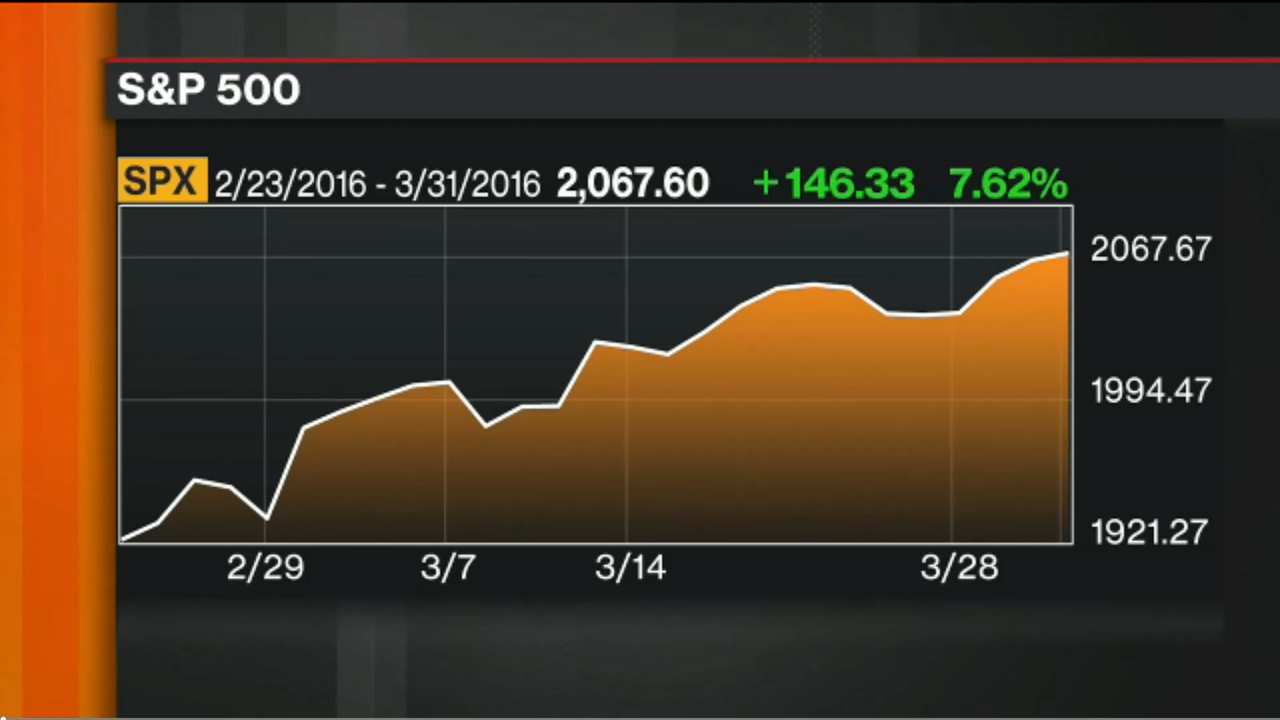 S&P 500
SPX 2/23/2016 - 3/31/2016 2,067.60 +146.33 7.62%
2067.67
1994.47
1921.27
2/29 3/7 3/14 3/28